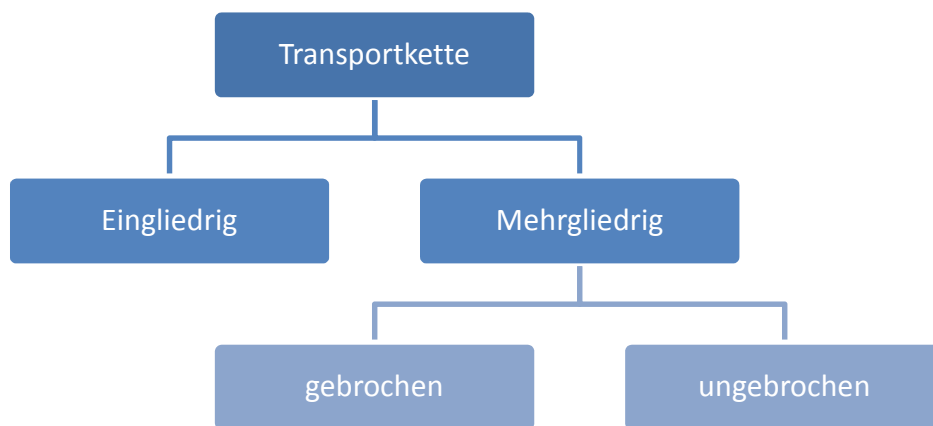 Transportkette
Eingliedrig
Mehrgliedrig
gebrochen
ungebrochen